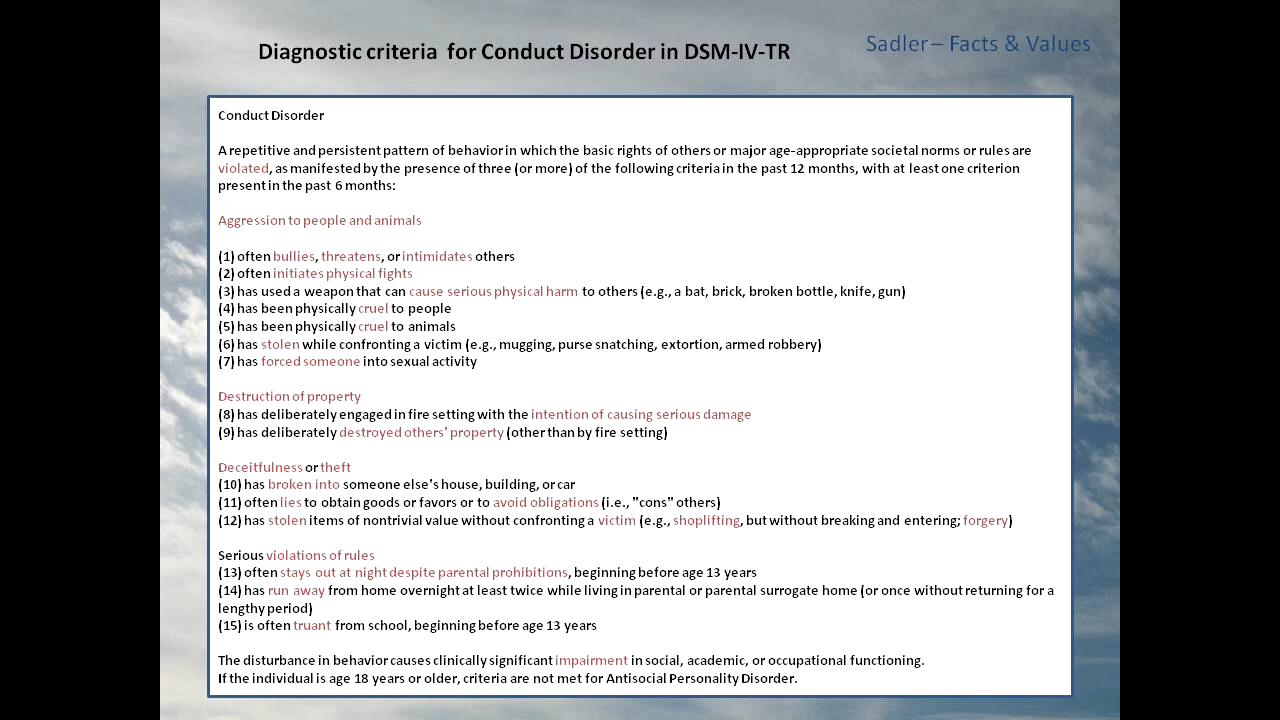 Diagnostic criteria for Conduct Disorder in DSM-IV-TR
Sadler – Facts & Values
Conduct Disorder
A repetitive and persistent pattern of behavior in which the basic rights of others or major age-appropriate societal norms or rules are
violated, as manifested by the presence of three (or more) of the following criteria in the past 12 months, with at least one criterion
present in the past 6 months:
Aggression to people and animals
(1) often bullies, threatens, or intimidates others
(2) often initiates physical fights
(3) has used a weapon that can cause serious physical harm to others (e.g., a bat, brick, broken bottle, knife, gun)
(4) has been physically cruel to people
(5) has been physically cruel to animals
(6) has stolen while confronting a victim (e.g., mugging, purse snatching, extortion, armed robbery)
(7) has forced someone into sexual activity
Destruction of property
(8) has deliberately engaged in fire setting with the intention of causing serious damage
(9) has deliberately destroyed others' property (other than by fire setting)
Deceitfulness or theft
(10) has broken into someone else's house, building, or car
(11) often lies to obtain goods or favors or to avoid obligations (i.e., "cons" others)
(12) has stolen items of nontrivial value without confronting a victim (e.g., shoplifting, but without breaking and entering; forgery)
Serious violations of rules
(13) often stays out at night despite parental prohibitions, beginning before age 13 years
(14) has run away from home overnight at least twice while living in parental or parental surrogate home (or once without returning for a
lengthy period)
(15) is often truant from school, beginning before age 13 years
The disturbance in behavior causes clinically significant impairment in social, academic, or occupational functioning.
If the individual is age 18 years or older, criteria are not met for Antisocial Personality Disorder.